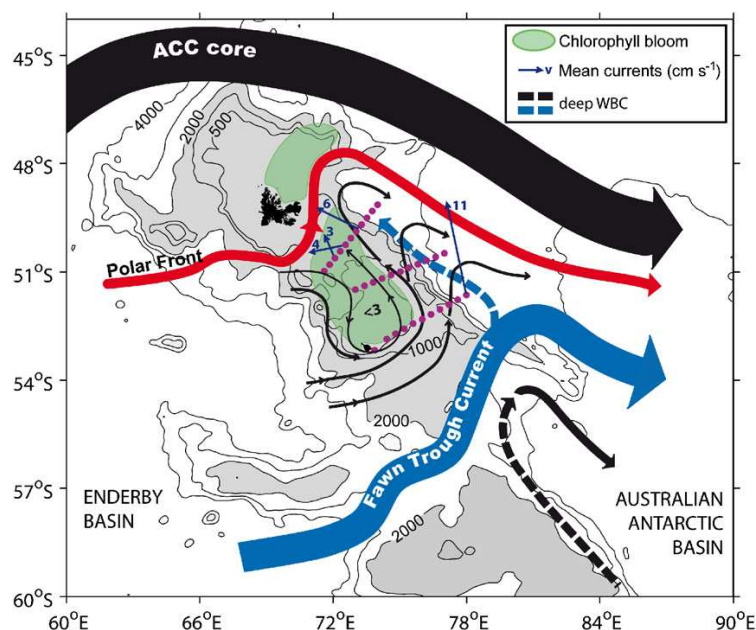 45°S
48°S
51°S
54°S
57°S
60°S
60°E
66°E
72°E
78°E
84°E
90°E
ACC core
Chlorophyll bloom
v Mean currents (cm s⁻¹)
deep WBC
4000
2000
500
6
11
3
4
Polar Front
<3
1000
2000
Fawn Trough Current
ENDERBY
BASIN
2000
AUSTRALIAN
ANTARCTIC
BASIN